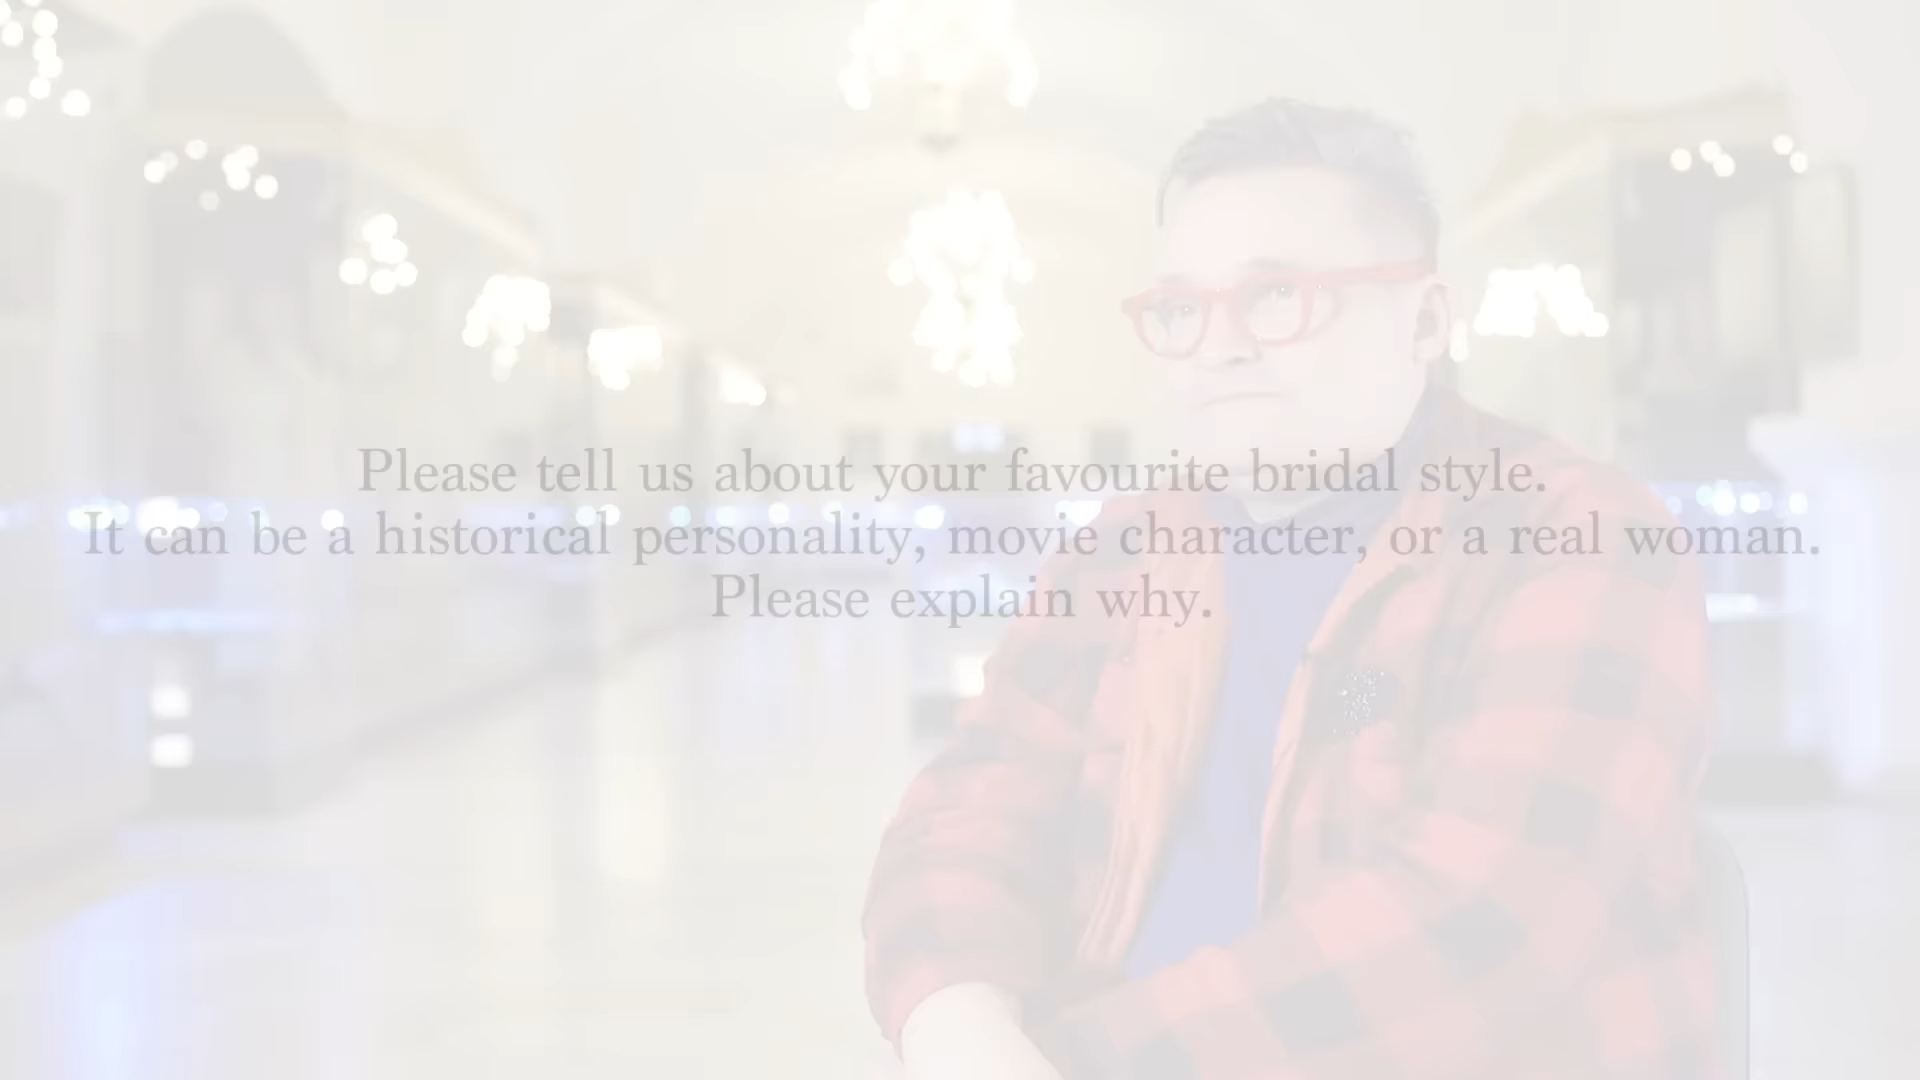 Please tell us about your favourite bridal style.
It can be a historical personality, movie character, or a real woman.
Please explain why.